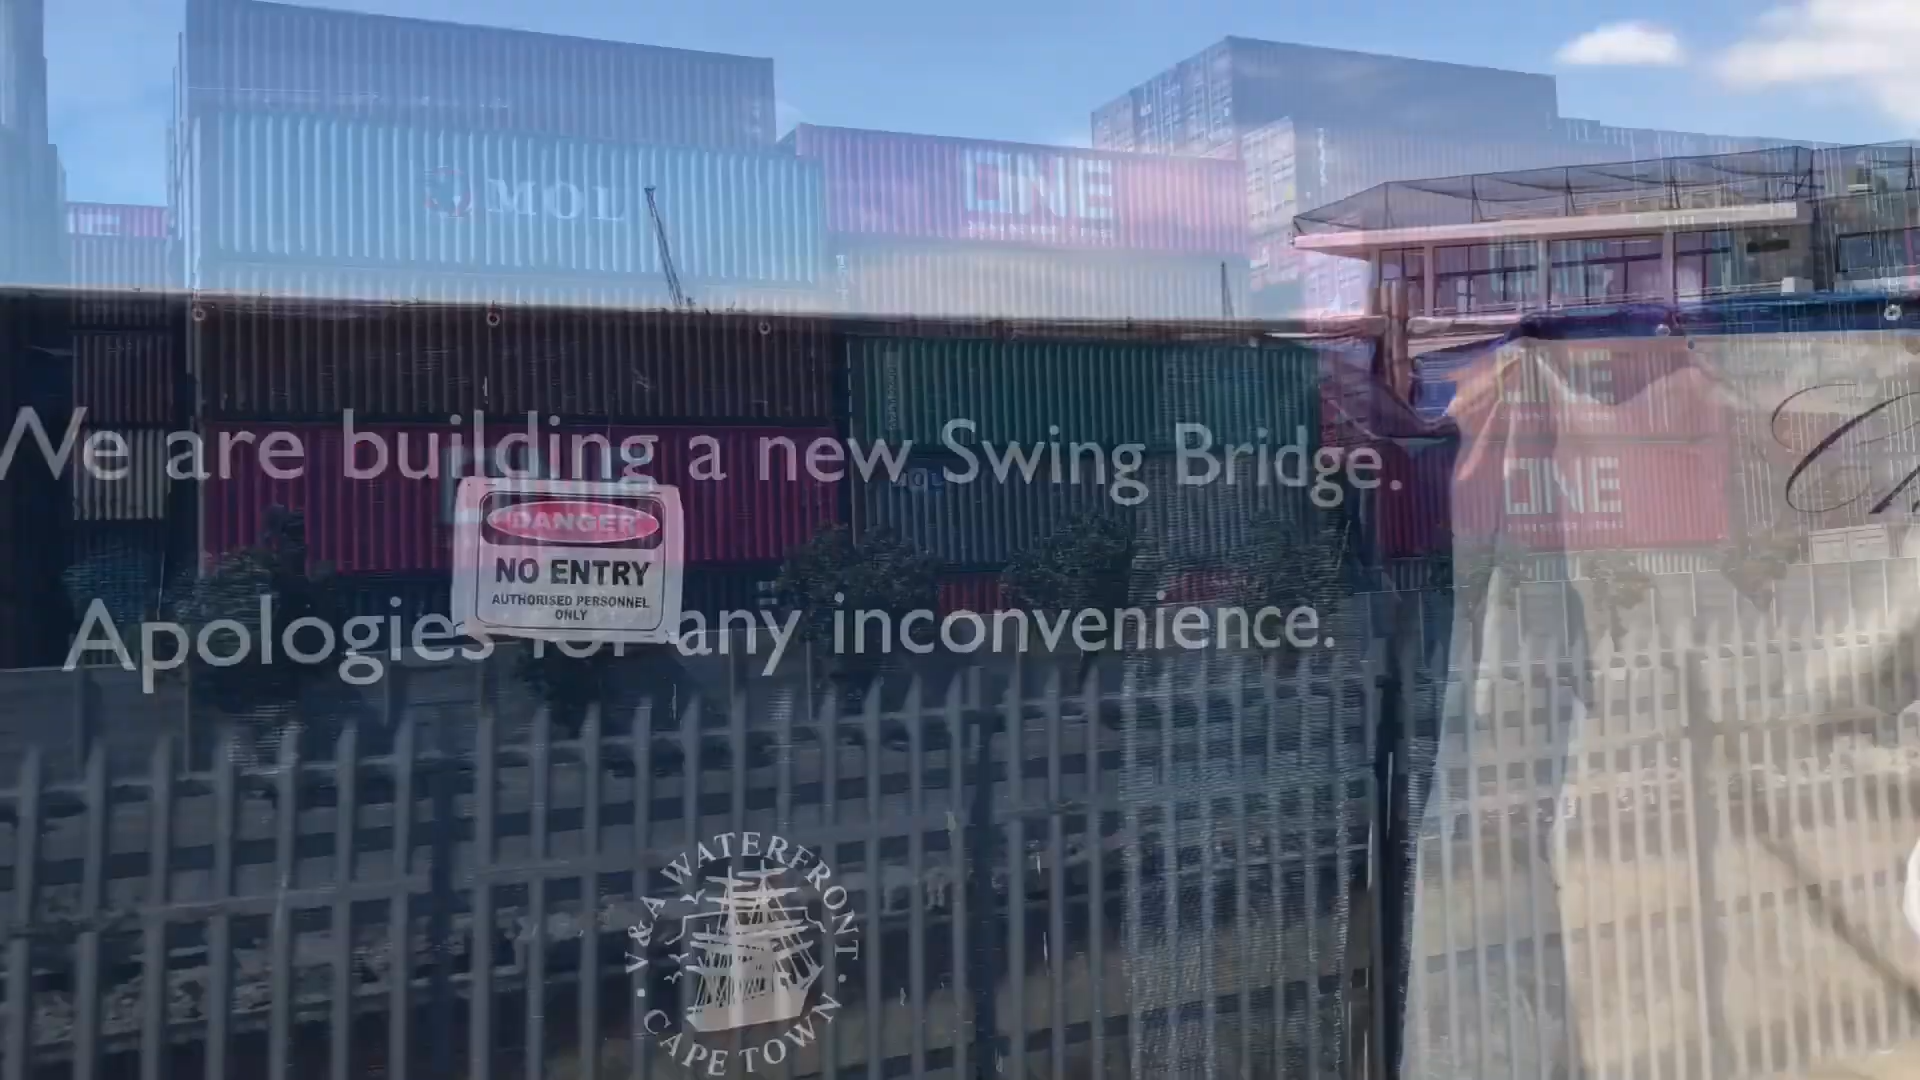 MOL
ONE
ONE
ONE
We are building a new Swing Bridge.
DANGER
NO ENTRY
AUTHORISED PERSONNEL
ONLY
Apologies for any inconvenience.
V&A WATERFRONT
CAPE TOWN